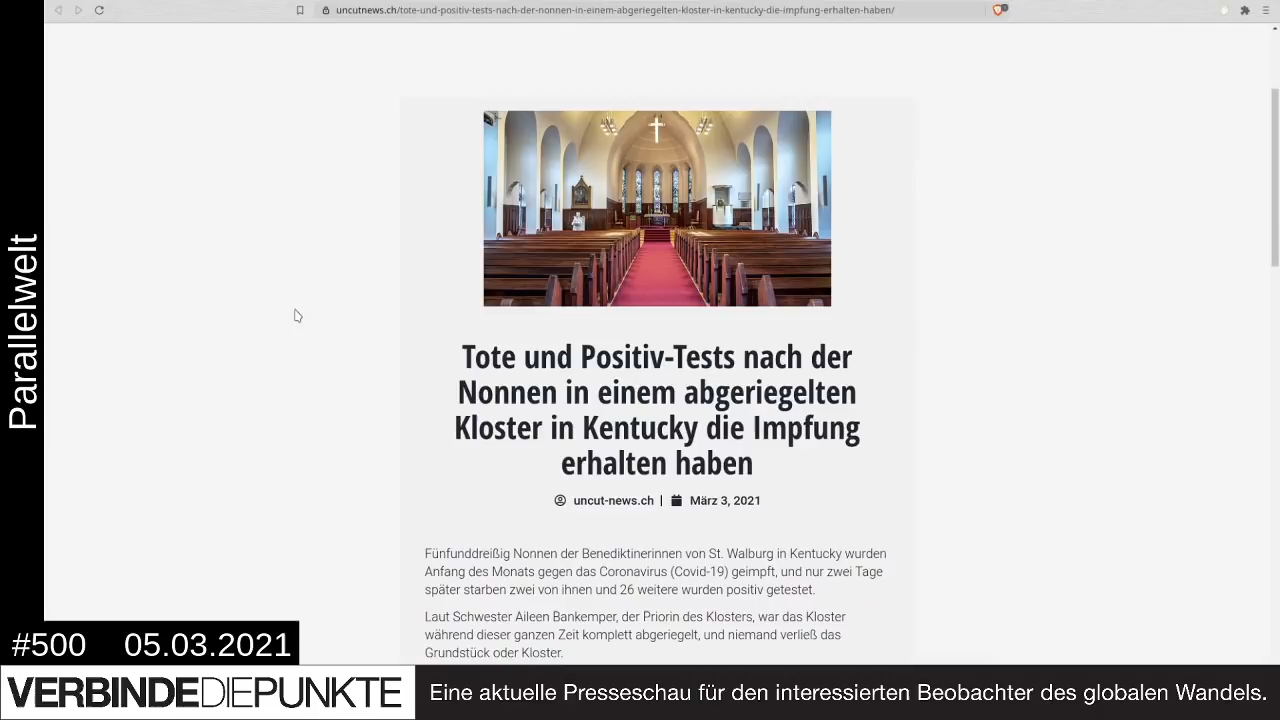 uncutnews.ch/tote-und-positiv-tests-nach-der-nonnen-in-einem-abgeriegelten-kloster-in-kentucky-die-impfung-erhalten-haben/
Parallelwelt
Tote und Positiv-Tests nach der
Nonnen in einem abgeriegelten
Kloster in Kentucky die Impfung
erhalten haben
uncut-news.ch | März 3, 2021
Fünfunddreißig Nonnen der Benediktinerinnen von St. Walburg in Kentucky wurden
Anfang des Monats gegen das Coronavirus (Covid-19) geimpft, und nur zwei Tage
später starben zwei von ihnen und 26 weitere wurden positiv getestet.
Laut Schwester Aileen Bankemper, der Priorin des Klosters, war das Kloster
während dieser ganzen Zeit komplett abgeriegelt, und niemand verließ das
Grundstück oder Kloster.
#500 05.03.2021
VERBINDEDIEPUNKTE
Eine aktuelle Presseschau für den interessierten Beobachter des globalen Wandels.